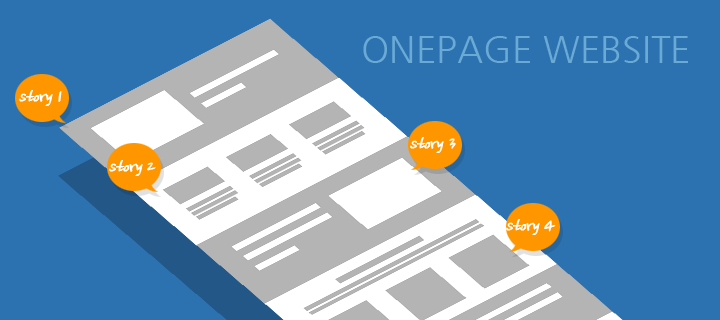 ONEPAGE WEBSITE
story 1
story 2
story 3
story 4